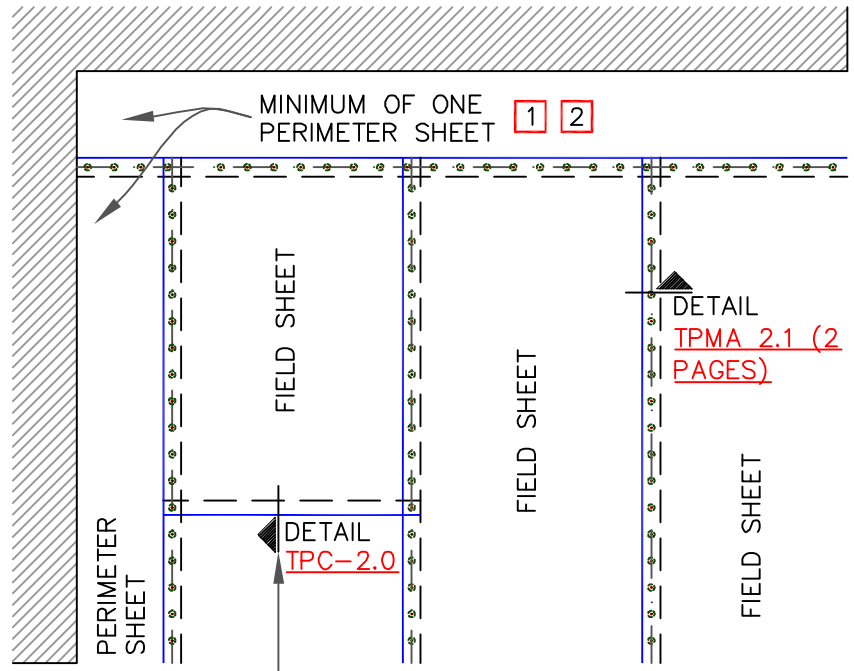 MINIMUM OF ONE
PERIMETER SHEET 1 2
FIELD SHEET
DETAIL
TPMA 2.1 (2
PAGES)
FIELD SHEET
FIELD SHEET
DETAIL
TPC-2.0
PERIMETER
SHEET